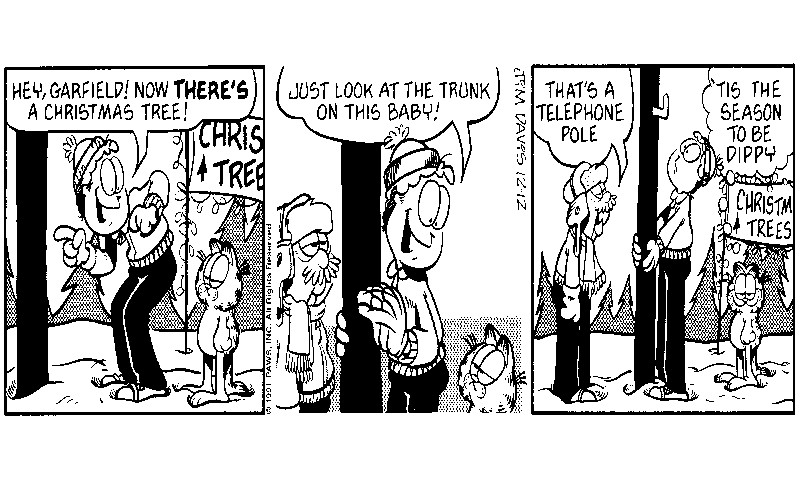 HEY, GARFIELD! NOW THERE'S
A CHRISTMAS TREE!
CHRIS
TREE
© 1991 PAWS, INC. All Rights Reserved
JUST LOOK AT THE TRUNK
ON THIS BABY!
JIM DAVIS 12-12
THAT'S A
TELEPHONE
POLE
'TIS THE
SEASON
TO BE
DIPPY
CHRISTM
TREES